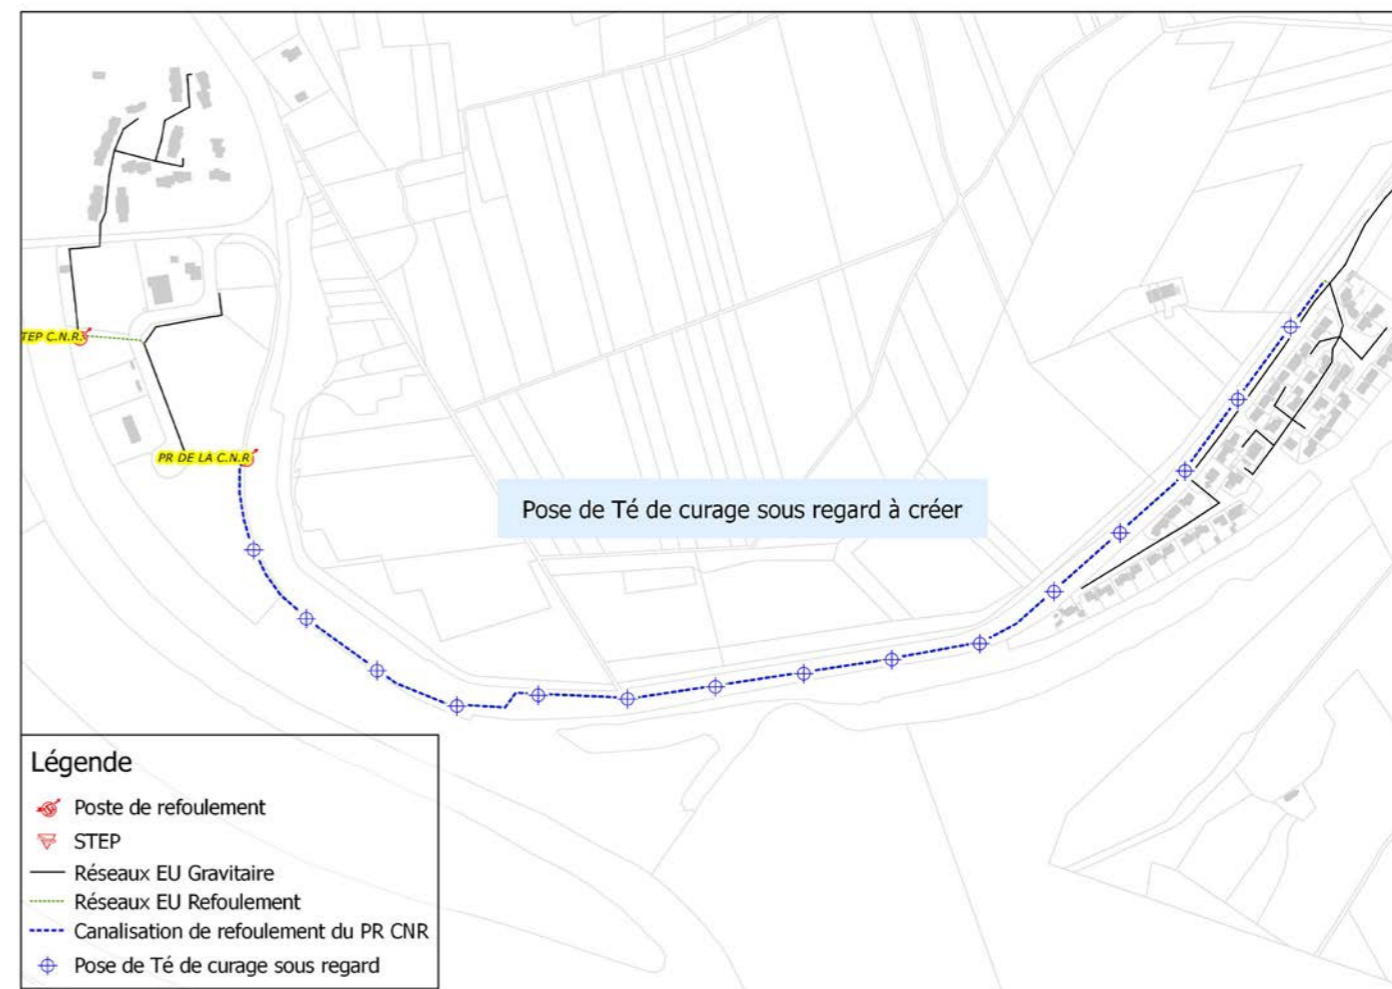 TEP C.N.R.
PR DE LA C.N.R
Pose de Té de curage sous regard à créer
Légende
Poste de refoulement
STEP
Réseaux EU Gravitaire
Réseaux EU Refoulement
Canalisation de refoulement du PR CNR
Pose de Té de curage sous regard